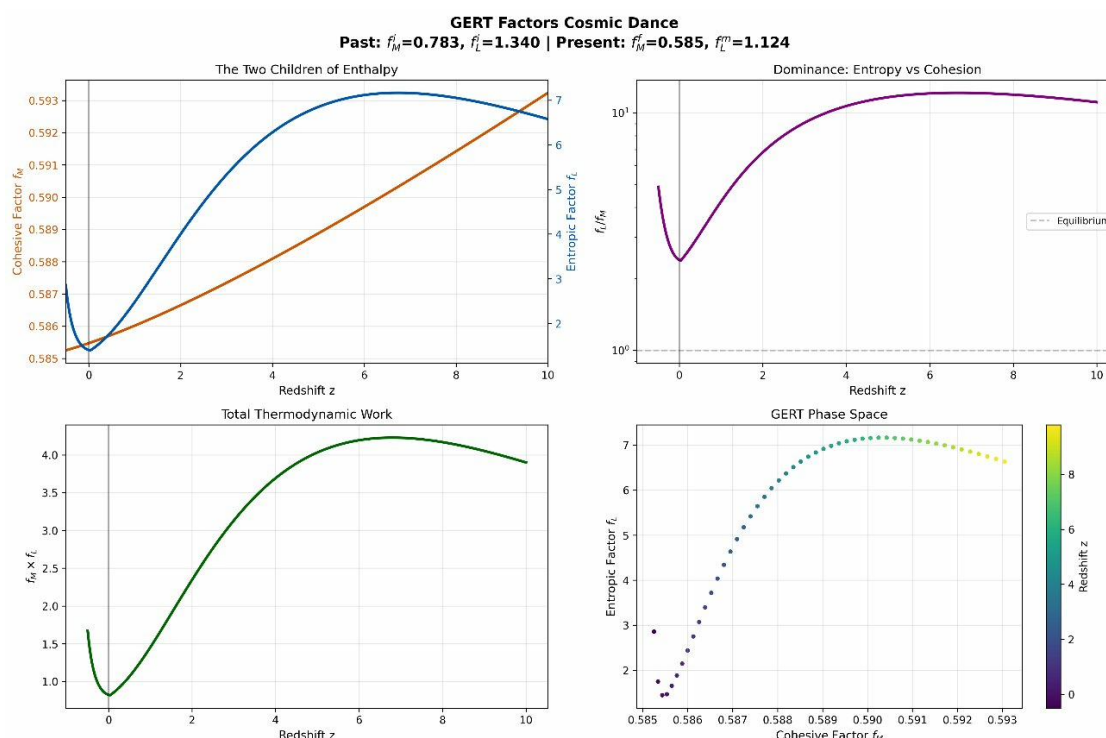 GERT Factors Cosmic Dance
Past: f_M^i=0.783, f_L^i=1.340 | Present: f_M^f=0.585, f_L^m=1.124
The Two Children of Enthalpy
Cohesive Factor f_M
0.593
0.592
0.591
0.590
0.589
0.588
0.587
0.586
0.585
7
6
5
4
3
2
Entropic Factor f_L
0 2 4 6 8 10
Redshift z
Dominance: Entropy vs Cohesion
f_L/f_M
10^1
10^0
Equilibrium
0 2 4 6 8 10
Redshift z
Total Thermodynamic Work
f_M × f_L
4.0
3.5
3.0
2.5
2.0
1.5
1.0
0 2 4 6 8 10
Redshift z
GERT Phase Space
Entropic Factor f_L
7
6
5
4
3
2
0.585 0.586 0.587 0.588 0.589 0.590 0.591 0.592 0.593
Cohesive Factor f_M
8
6
4
2
0
Redshift z